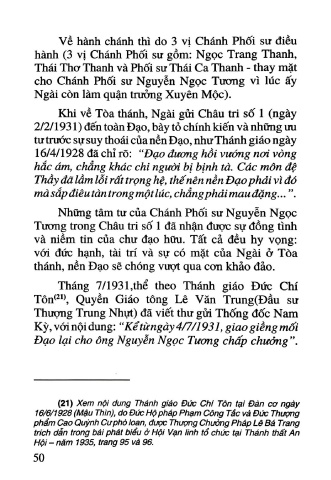 Về hành chánh thì do 3 vị Chánh Phối sư điều
hành (3 vị Chánh Phối sư gồm: Ngọc Trang Thanh,
Thái Thơ Thanh và Phối sư Thái Ca Thanh - thay mặt
cho Chánh Phối sư Nguyễn Ngọc Tương vì lúc ấy
Ngài còn làm quận trưởng Xuyên Mộc).
Khi về Tòa thánh, Ngài gửi Châu tri số 1 (ngày
2/2/1931) đến toàn Đạo, bày tỏ chính kiến và những ưu
tư trước sự suy thoái của nền Đạo, như Thánh giáo ngày
16/4/1928 đã chỉ rõ: “Đạo đương hồi vướng nơi vòng
hắc ám, chẳng khác chi người bị bịnh tà. Các môn đệ
Thầy đã lầm lỗi rất trọng hệ, thế nên nền Đạo phải vì đó
mà sắp điêu tàn trong một lúc, chẳng phải mau đặng... ”.
Những tâm tư của Chánh Phối sư Nguyễn Ngọc
Tương trong Châu tri số 1 đã nhận được sự đồng tình
và niềm tin của chư đạo hữu. Tất cả đều hy vọng:
với đức hạnh, tài trí và sự có mặt của Ngài ở Tòa
thánh, nền Đạo sẽ chóng vượt qua cơn khảo đảo.
Tháng 7/1931,thể theo Thánh giáo Đức Chí
Tôn(21), Quyền Giáo tông Lê Văn Trung(Đầu sư
Thượng Trung Nhựt) đã viết thư gửi Thống đốc Nam
Kỳ, với nội dung: “Kể từ ngày 4/7/1931, giao giềng mối
Đạo lại cho ông Nguyễn Ngọc Tương chấp chưởng”.
(21) Xem nội dung Thánh giáo Đức Chí Tôn tại Đàn cơ ngày
16/6/1928 (Mậu Thìn), do Đức Hộ pháp Phạm Công Tắc và Đức Thượng
phẩm Cao Quỳnh Cư phò loan, được Thượng Chưởng Pháp Lê Bá Trang
trích dẫn trong bài phát biểu ở Hội Vạn linh tổ chức tại Thánh thất An
Hội – năm 1935, trang 95 và 96.
50